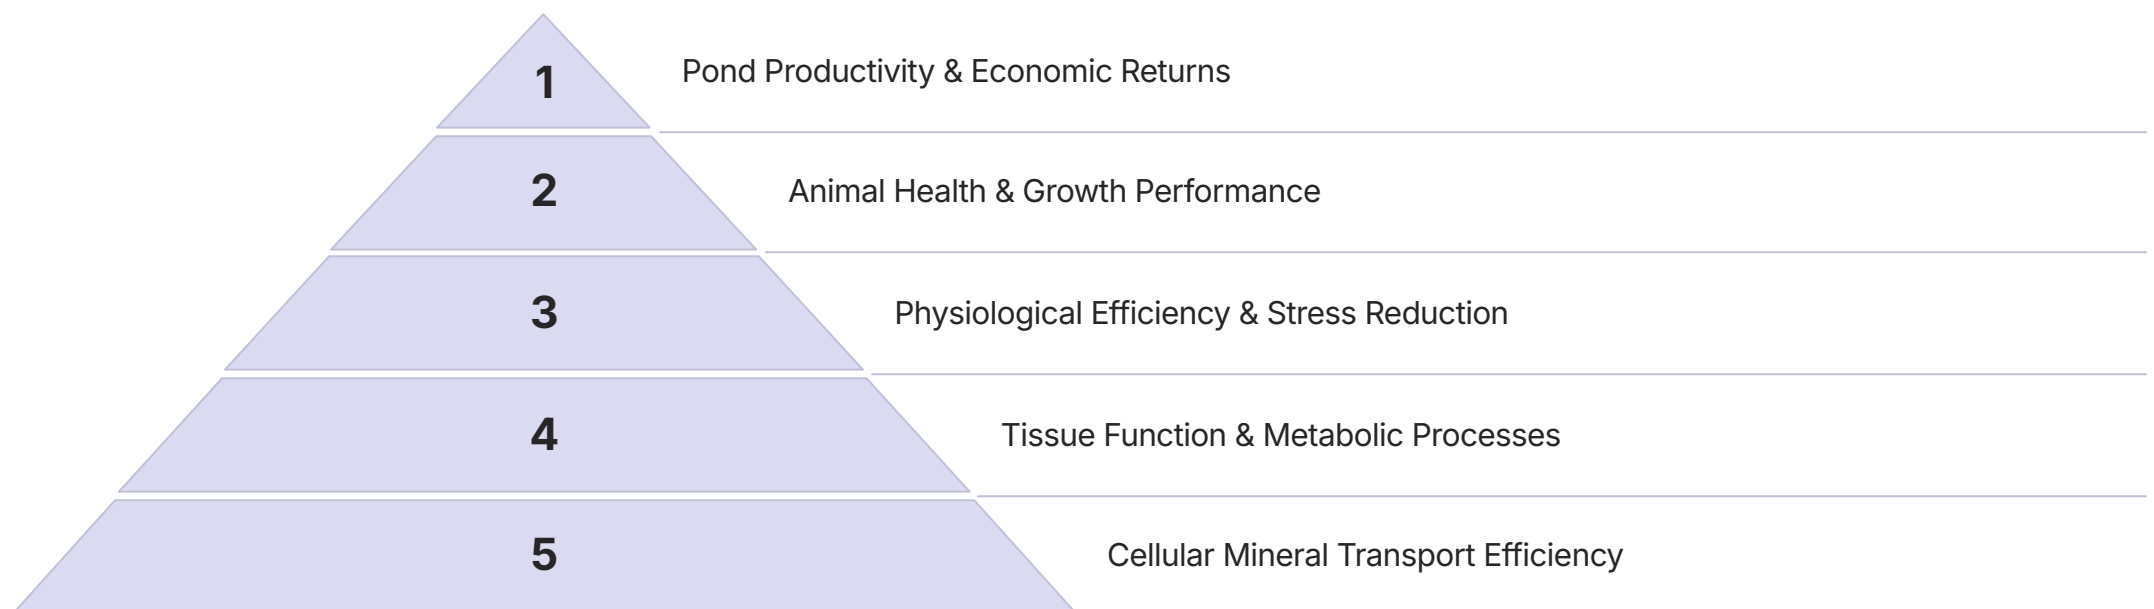 1
Pond Productivity & Economic Returns
2
Animal Health & Growth Performance
3
Physiological Efficiency & Stress Reduction
4
Tissue Function & Metabolic Processes
5
Cellular Mineral Transport Efficiency